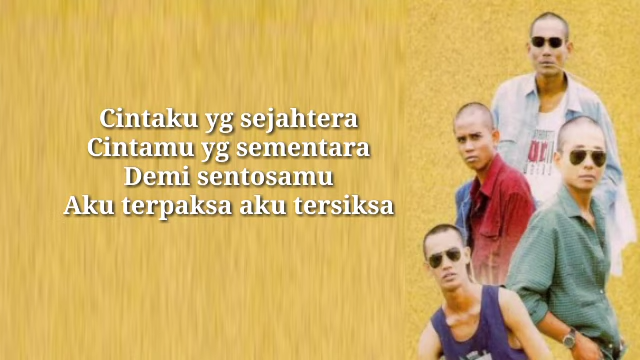 Cintaku yg sejahtera
Cintamu yg sementara
Demi sentosamu
Aku terpaksa aku tersiksa